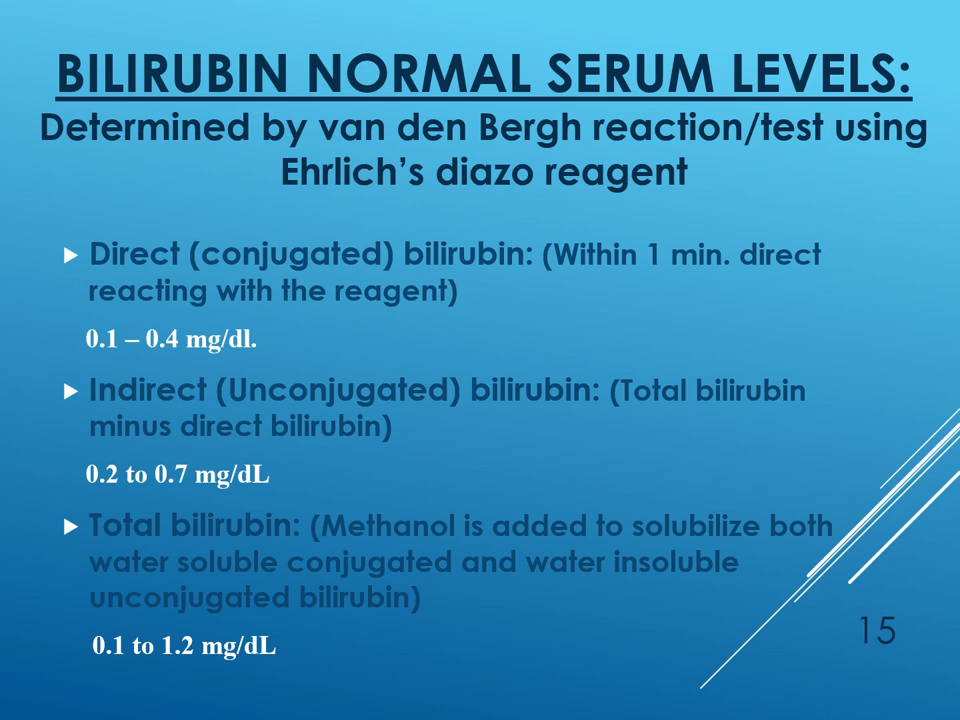 BILIRUBIN NORMAL SERUM LEVELS:
Determined by van den Bergh reaction/test using
Ehrlich’s diazo reagent
Direct (conjugated) bilirubin: (Within 1 min. direct
reacting with the reagent)
0.1 – 0.4 mg/dl.
Indirect (Unconjugated) bilirubin: (Total bilirubin
minus direct bilirubin)
0.2 to 0.7 mg/dL
Total bilirubin: (Methanol is added to solubilize both
water soluble conjugated and water insoluble
unconjugated bilirubin)
0.1 to 1.2 mg/dL
15